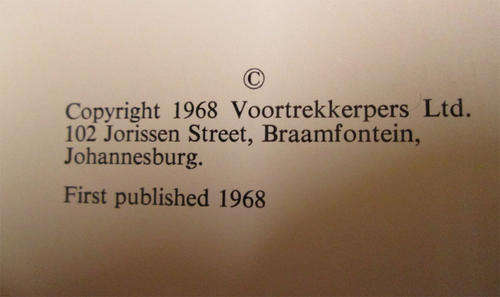 ©
Copyright 1968 Voortrekkerpers Ltd.
102 Jorissen Street, Braamfontein,
Johannesburg.
First published 1968